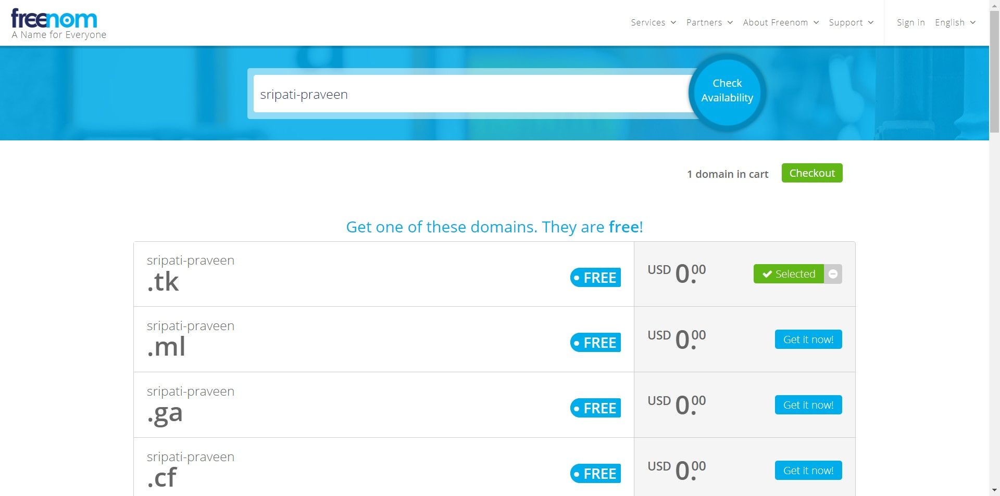 freenom
A Name for Everyone
Services Partners About Freenom Support Sign in English
sripati-praveen
Check
Availability
1 domain in cart Checkout
Get one of these domains. They are free!
sripati-praveen
.tk
FREE
USD 0.00
Selected
sripati-praveen
.ml
FREE
USD 0.00
Get it now!
sripati-praveen
.ga
FREE
USD 0.00
Get it now!
sripati-praveen
.cf
FREE
USD 0.00
Get it now!